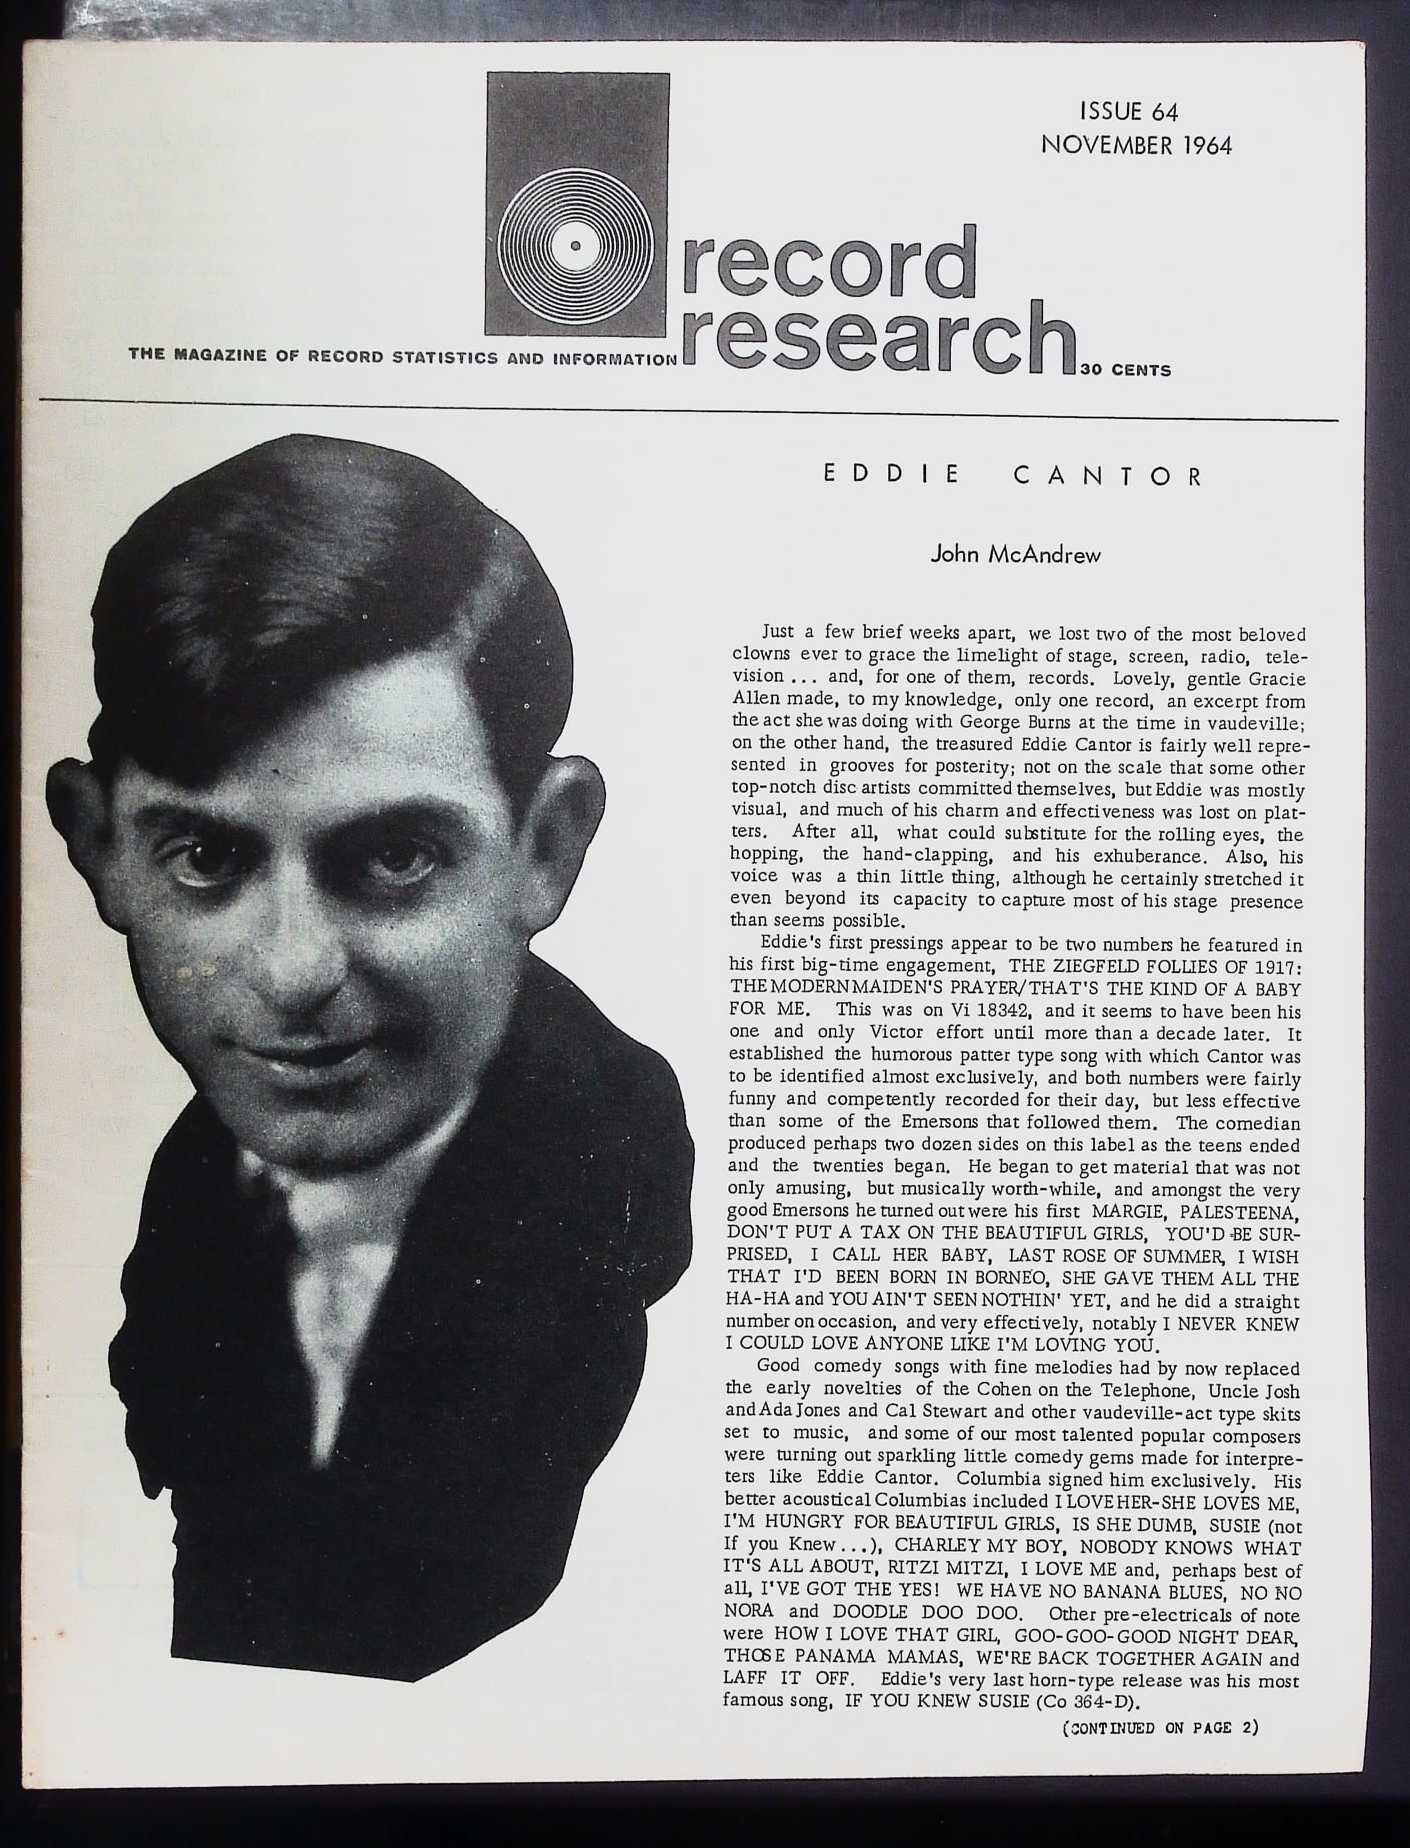 ISSUE 64
NOVEMBER 1964
record
research
THE MAGAZINE OF RECORD STATISTICS AND INFORMATION
30 CENTS
EDDIE CANTOR
John McAndrew
Just a few brief weeks apart, we lost two of the most beloved
clowns ever to grace the limelight of stage, screen, radio, tele-
vision ... and, for one of them, records. Lovely, gentle Gracie
Allen made, to my knowledge, only one record, an excerpt from
the act she was doing with George Burns at the time in vaudeville;
on the other hand, the treasured Eddie Cantor is fairly well repre-
sented in grooves for posterity; not on the scale that some other
top-notch disc artists committed themselves, but Eddie was mostly
visual, and much of his charm and effectiveness was lost on plat-
ters. After all, what could substitute for the rolling eyes, the
hopping, the hand-clapping, and his exhuberance. Also, his
voice was a thin little thing, although he certainly stretched it
even beyond its capacity to capture most of his stage presence
than seems possible.
Eddie's first pressings appear to be two numbers he featured in
his first big-time engagement, THE ZIEGFELD FOLLIES OF 1917:
THE MODERN MAIDEN'S PRAYER/THAT'S THE KIND OF A BABY
FOR ME. This was on Vi 18342, and it seems to have been his
one and only Victor effort until more than a decade later. It
established the humorous patter type song with which Cantor was
to be identified almost exclusively, and both numbers were fairly
funny and competently recorded for their day, but less effective
than some of the Emersons that followed them. The comedian
produced perhaps two dozen sides on this label as the teens ended
and the twenties began. He began to get material that was not
only amusing, but musically worth-while, and amongst the very
good Emersons he turned out were his first MARGIE, PALESTEENA,
DON'T PUT A TAX ON THE BEAUTIFUL GIRLS, YOU'D BE SUR-
PRISED, I CALL HER BABY, LAST ROSE OF SUMMER, I WISH
THAT I'D BEEN BORN IN BORNEO, SHE GAVE THEM ALL THE
HA-HA and YOU AIN'T SEEN NOTHIN' YET, and he did a straight
number on occasion, and very effectively, notably I NEVER KNEW
I COULD LOVE ANYONE LIKE I'M LOVING YOU.
Good comedy songs with fine melodies had by now replaced
the early novelties of the Cohen on the Telephone, Uncle Josh
and Ada Jones and Cal Stewart and other vaudeville-act type skits
set to music, and some of our most talented popular composers
were turning out sparkling little comedy gems made for interpre-
ters like Eddie Cantor. Columbia signed him exclusively. His
better acoustical Columbias included I LOVE HER-SHE LOVES ME,
I'M HUNGRY FOR BEAUTIFUL GIRLS, IS SHE DUMB, SUSIE (not
If you Knew...), CHARLEY MY BOY, NOBODY KNOWS WHAT
IT'S ALL ABOUT, RITZI MITZI, I LOVE ME and, perhaps best of
all, I'VE GOT THE YES! WE HAVE NO BANANA BLUES, NO NO
NORA and DOODLE DOO DOO. Other pre-electricals of note
were HOW I LOVE THAT GIRL, GOO-GOO-GOOD NIGHT DEAR,
THOSE PANAMA MAMAS, WE'RE BACK TOGETHER AGAIN and
LAFF IT OFF. Eddie's very last horn-type release was his most
famous song, IF YOU KNEW SUSIE (Co 364-D).
(CONTINUED ON PAGE 2)